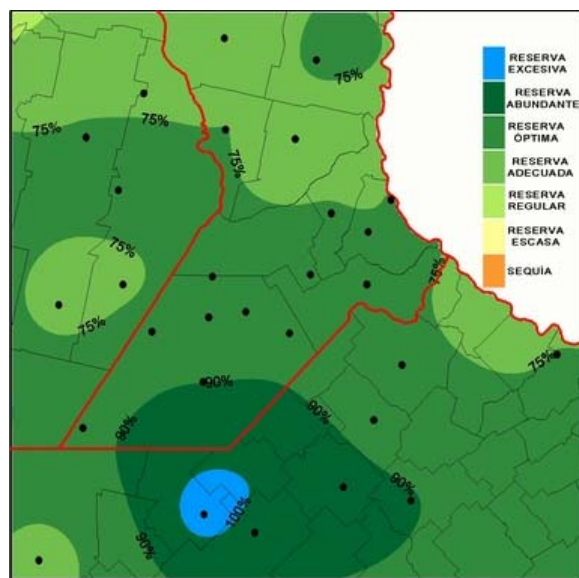 75%
75%
75%
75%
75%
75%
75%
75%
90%
90%
90%
90%
90%
100%
RESERVA
EXCESIVA
RESERVA
ABUNDANTE
RESERVA
ÓPTIMA
RESERVA
ADECUADA
RESERVA
REGULAR
RESERVA
ESCASA
SEQUÍA